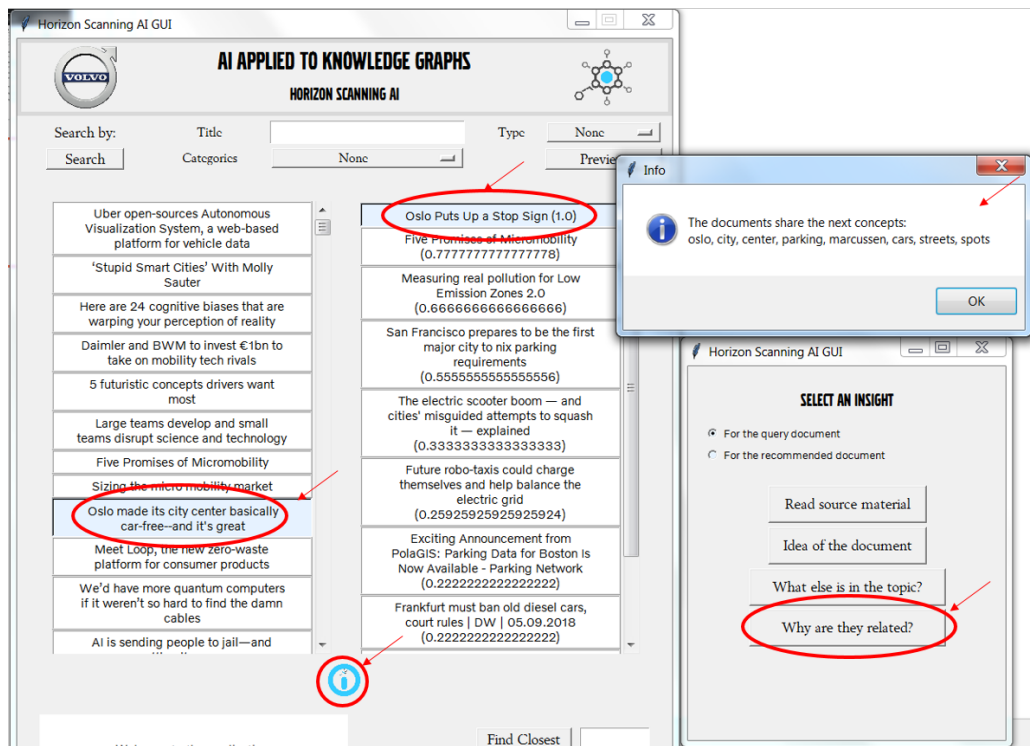 Horizon Scanning AI GUI
VOLVO
AI APPLIED TO KNOWLEDGE GRAPHS
HORIZON SCANNING AI
Search by:
Title
Type
None
Search
Categories
None
Previe
Uber open-sources Autonomous
Visualization System, a web-based
platform for vehicle data
‘Stupid Smart Cities’ With Molly
Sauter
Here are 24 cognitive biases that are
warping your perception of reality
Daimler and BWM to invest €1bn to
take on mobility tech rivals
5 futuristic concepts drivers want
most
Large teams develop and small
teams disrupt science and technology
Five Promises of Micromobility
Sizing the micro mobility market
Oslo made its city center basically
car-free--and it's great
Meet Loop, the new zero-waste
platform for consumer products
We’d have more quantum computers
if it weren’t so hard to find the damn
cables
AI is sending people to jail—and
Oslo Puts Up a Stop Sign (1.0)
Five Promises of Micromobility
(0.7777777777777778)
Measuring real pollution for Low
Emission Zones 2.0
(0.6666666666666666)
San Francisco prepares to be the first
major city to nix parking
requirements
(0.5555555555555556)
The electric scooter boom — and
cities' misguided attempts to squash
it — explained
(0.3333333333333333)
Future robo-taxis could charge
themselves and help balance the
electric grid
(0.25925925925925924)
Exciting Announcement from
PolaGIS: Parking Data for Boston Is
Now Available - Parking Network
(0.2222222222222222)
Frankfurt must ban old diesel cars,
court rules | DW | 05.09.2018
(0.2222222222222222)
Find Closest
Info
The documents share the next concepts:
oslo, city, center, parking, marcussen, cars, streets, spots
OK
Horizon Scanning AI GUI
SELECT AN INSIGHT
For the query document
For the recommended document
Read source material
Idea of the document
What else is in the topic?
Why are they related?